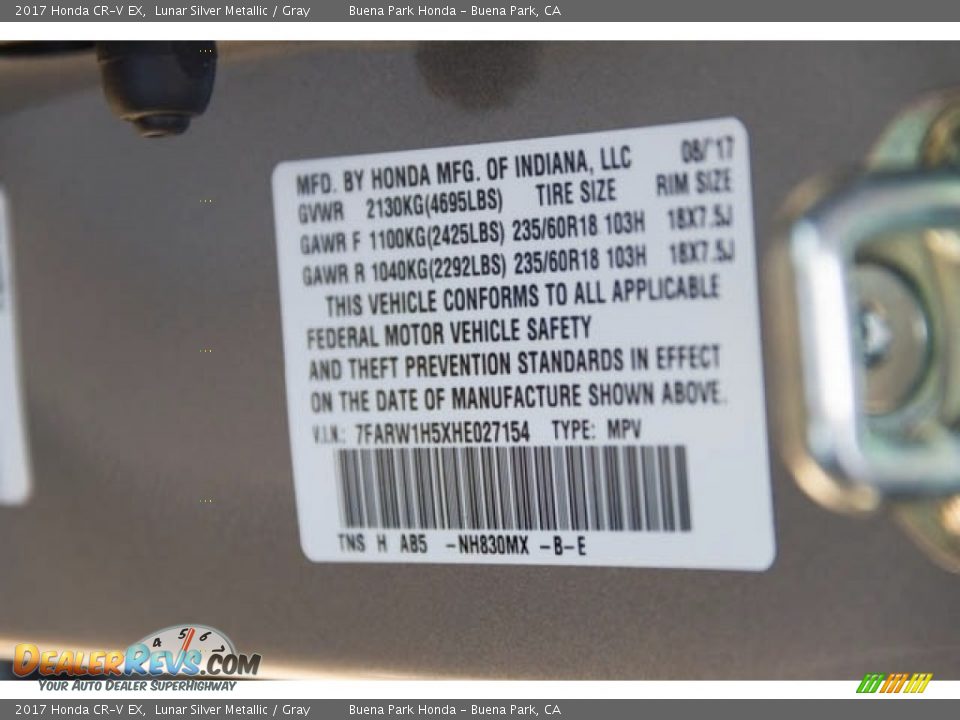 2017 Honda CR-V EX, Lunar Silver Metallic / Gray Buena Park Honda - Buena Park, CA
MFD. BY HONDA MFG. OF INDIANA, LLC 08/'17
GVWR 2130KG(4695LBS) TIRE SIZE RIM SIZE
GAWR F 1100KG(2425LBS) 235/60R18 103H 18X7.5J
GAWR R 1040KG(2292LBS) 235/60R18 103H 18X7.5J
THIS VEHICLE CONFORMS TO ALL APPLICABLE
FEDERAL MOTOR VEHICLE SAFETY
AND THEFT PREVENTION STANDARDS IN EFFECT
ON THE DATE OF MANUFACTURE SHOWN ABOVE.
V.I.N.: 7FARW1H5XHE027154 TYPE: MPV
TNS H AB5 -NH830MX -B-E
4 5 6 7
DEALERREVS.COM
YOUR AUTO DEALER SUPERHIGHWAY
2017 Honda CR-V EX, Lunar Silver Metallic / Gray Buena Park Honda - Buena Park, CA